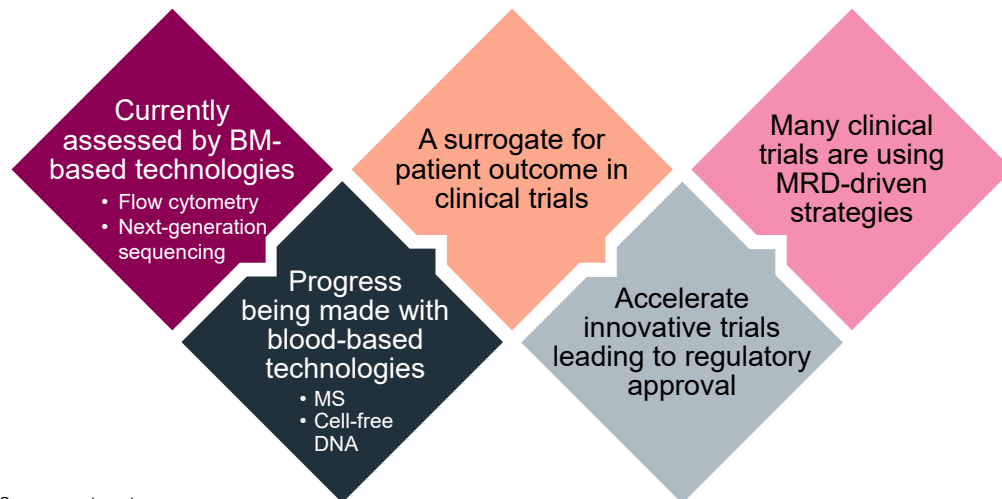 Currently
assessed by BM-
based technologies
• Flow cytometry
• Next-generation
sequencing
Progress
being made with
blood-based
technologies
• MS
• Cell-free
DNA
A surrogate for
patient outcome in
clinical trials
Accelerate
innovative trials
leading to regulatory
approval
Many clinical
trials are using
MRD-driven
strategies